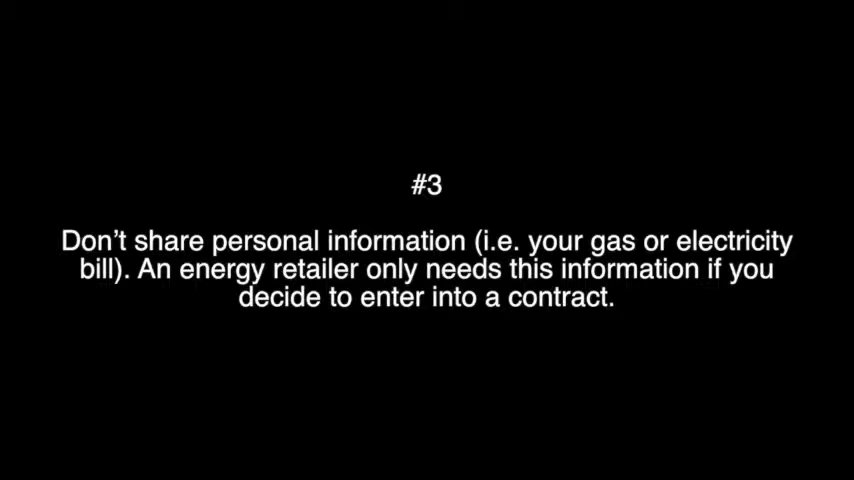 #3
Don’t share personal information (i.e. your gas or electricity
bill). An energy retailer only needs this information if you
decide to enter into a contract.